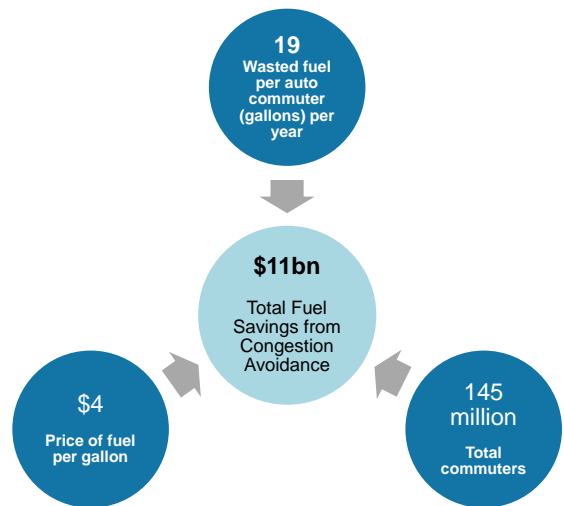 19
Wasted fuel
per auto
commuter
(gallons) per
year
$11bn
Total Fuel
Savings from
Congestion
Avoidance
$4
Price of fuel
per gallon
145
million
Total
commuters